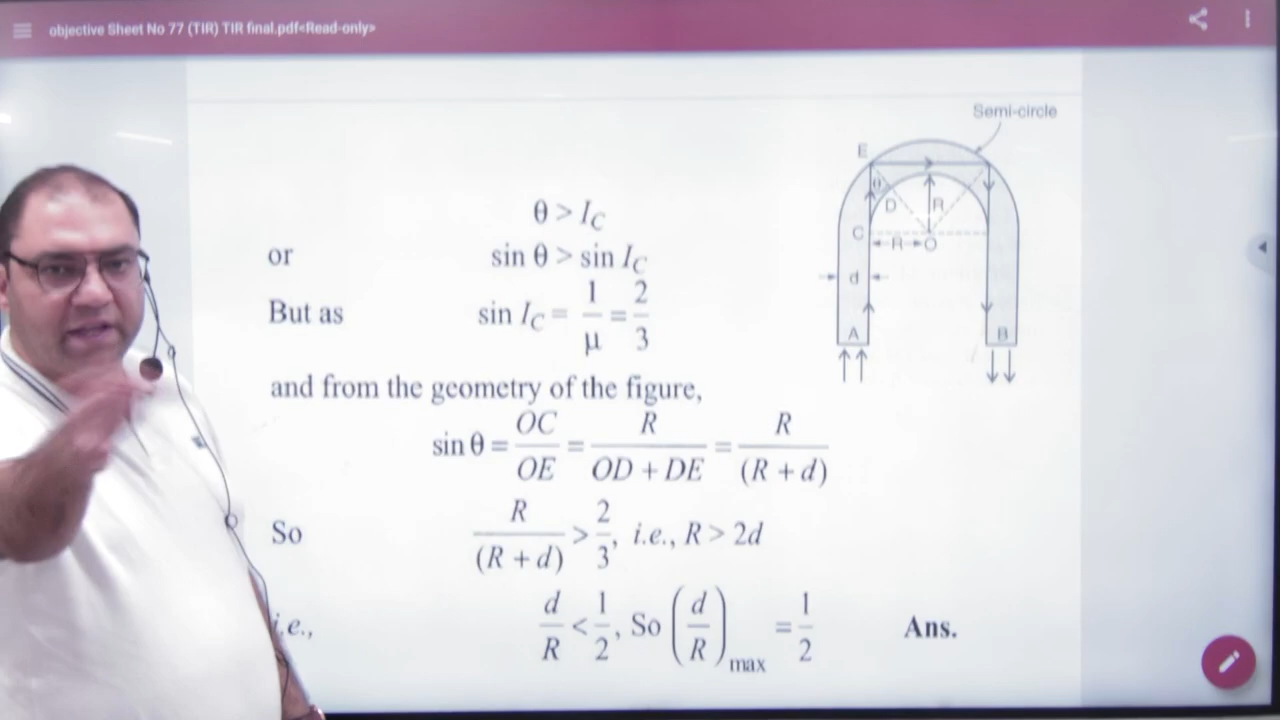 objective Sheet No 77 (TIR) TIR final.pdf<Read-only>
Semi-circle
E
θ
D
R
C
R
O
d
A
B
θ > I_C
or sin θ > sin I_C
But as sin I_C = 1/μ = 2/3
and from the geometry of the figure,
sin θ = OC/OE = R/(OD + DE) = R/(R + d)
So R/(R + d) > 2/3, i.e., R > 2d
i.e., d/R < 1/2, So (d/R)max = 1/2 Ans.